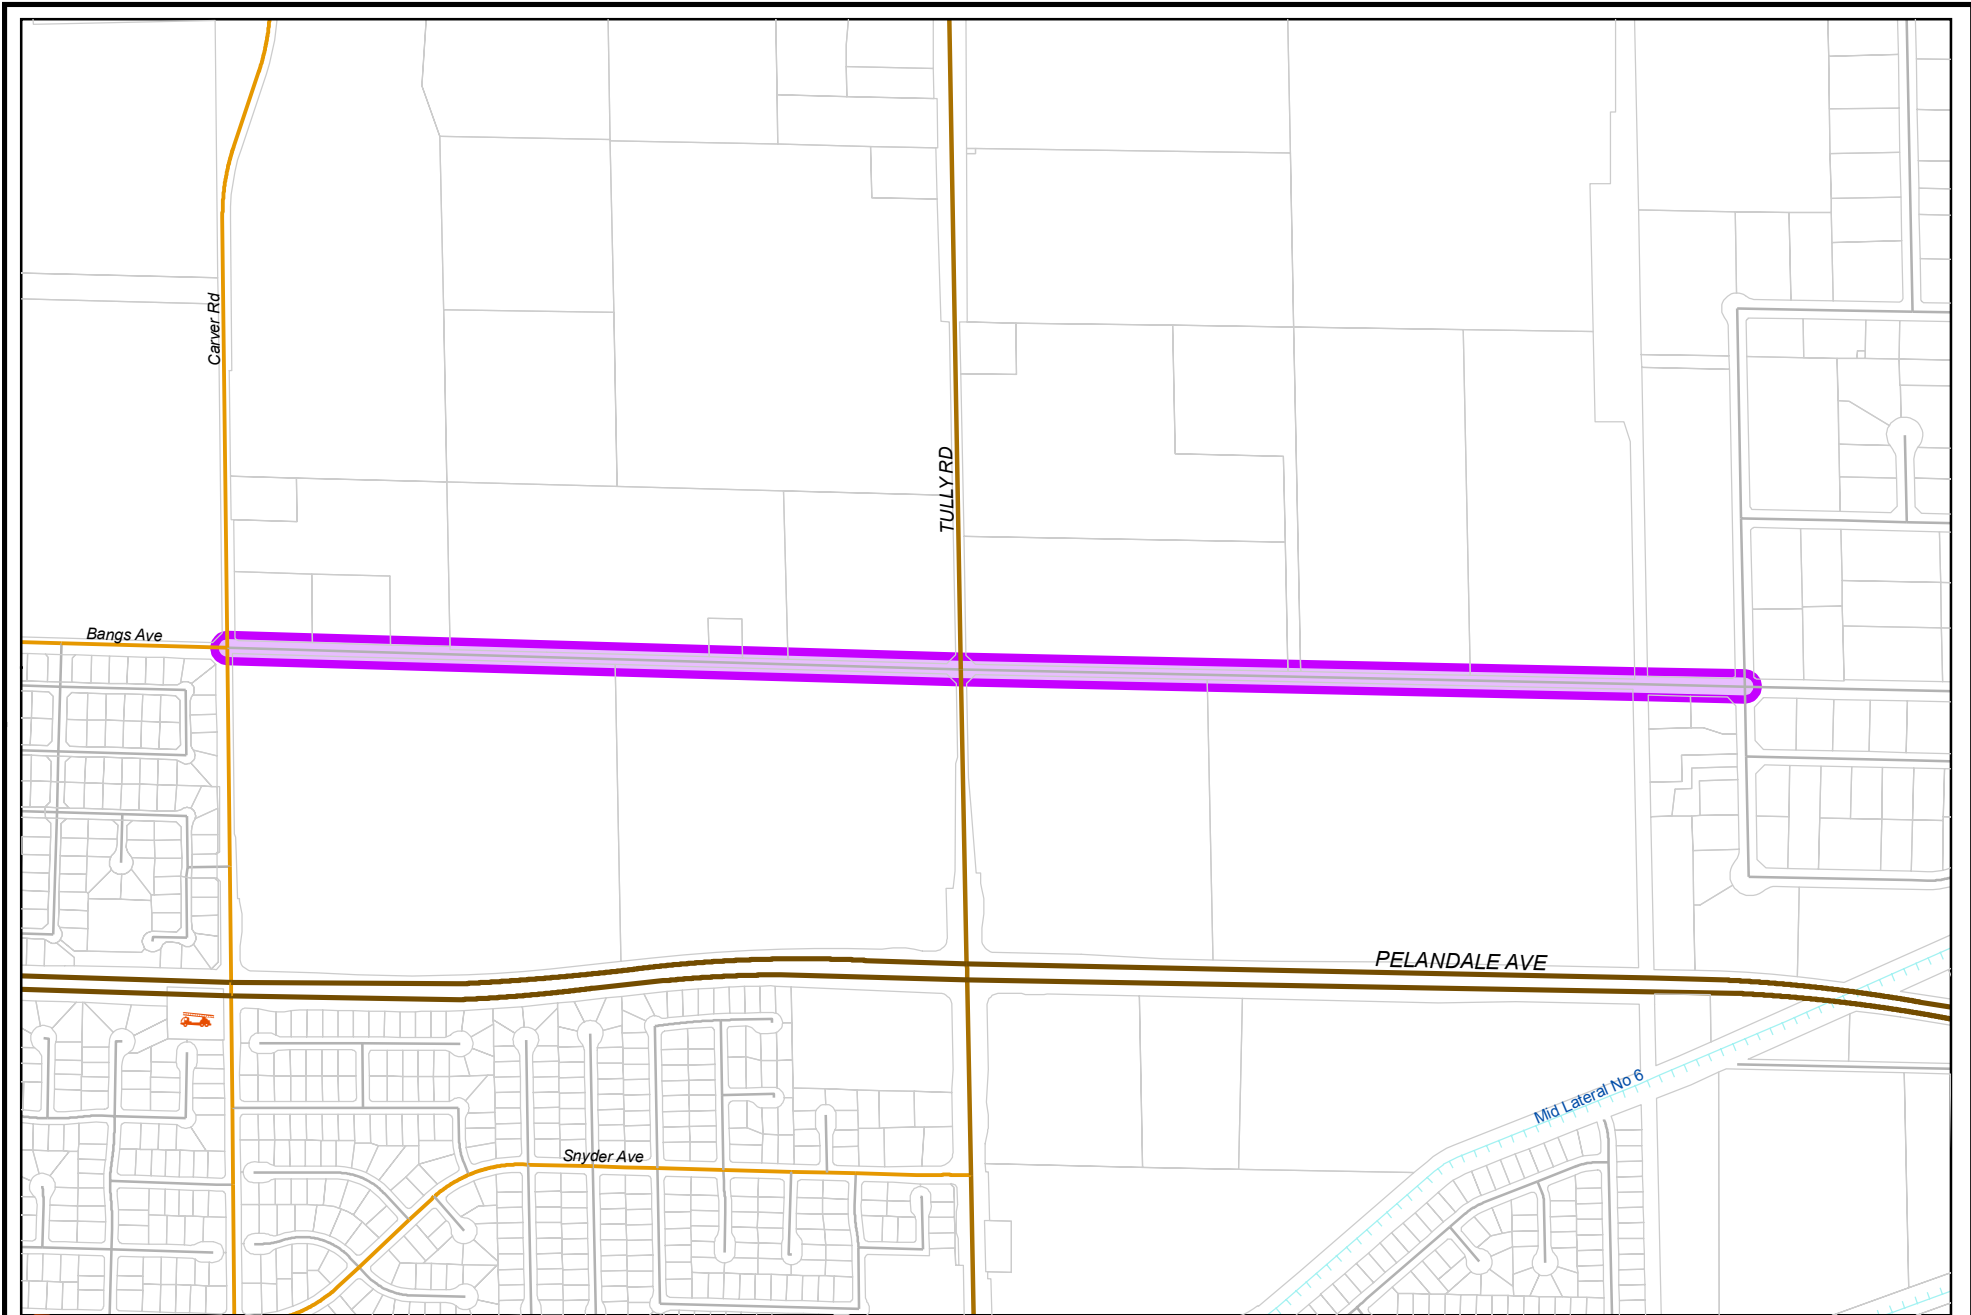 Carver Rd
TULLY RD
Bangs Ave
PELANDALE AVE
Mid Lateral No 6
Snyder Ave